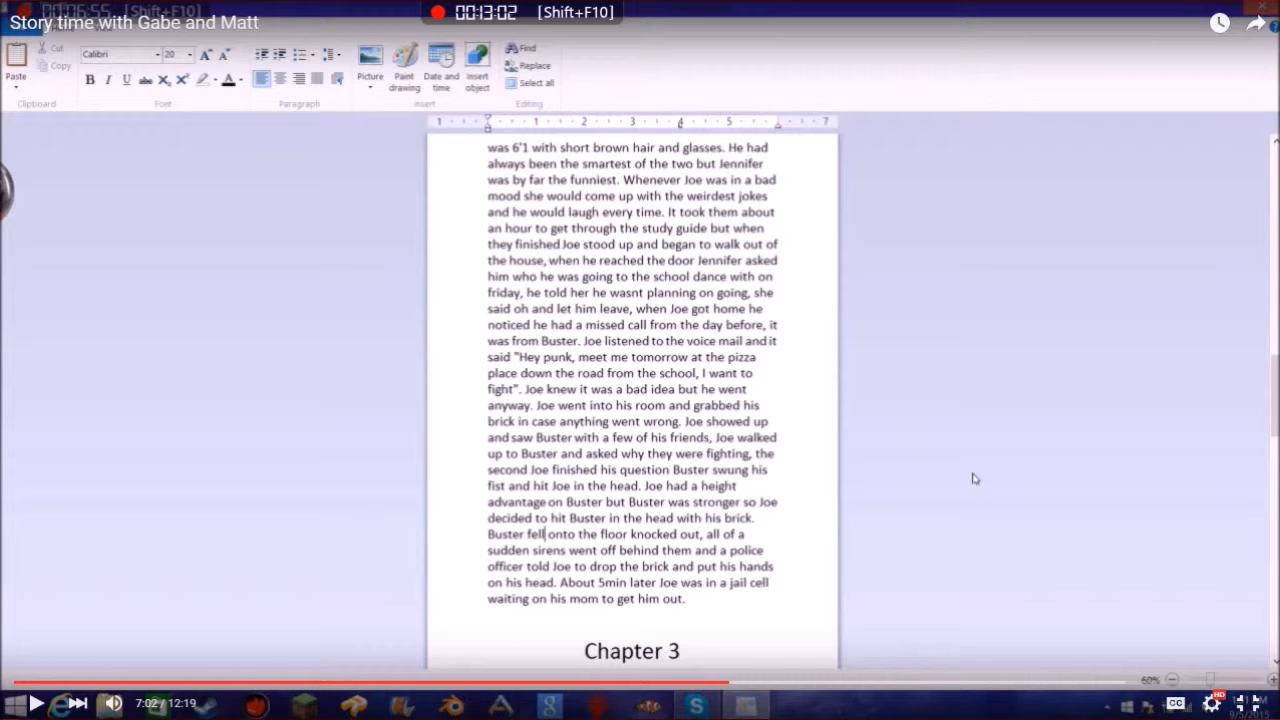 00:06:55 [Shift+F10]
00:13:02 [Shift+F10]
Story time with Gabe and Matt
Paste
Cut
Copy
Calibri
20
Picture
Paint drawing
Date and time
Insert object
Find
Replace
Select all
Clipboard
Font
Paragraph
Insert
Editing
1 1 2 3 4 5 7
was 6'1 with short brown hair and glasses. He had
always been the smartest of the two but Jennifer
was by far the funniest. Whenever Joe was in a bad
mood she would come up with the weirdest jokes
and he would laugh every time. It took them about
an hour to get through the study guide but when
they finished Joe stood up and began to walk out of
the house, when he reached the door Jennifer asked
him who he was going to the school dance with on
friday, he told her he wasnt planning on going, she
said oh and let him leave, when Joe got home he
noticed he had a missed call from the day before, it
was from Buster. Joe listened to the voice mail and it
said "Hey punk, meet me tomorrow at the pizza
place down the road from the school, I want to
fight". Joe knew it was a bad idea but he went
anyway. Joe went into his room and grabbed his
brick in case anything went wrong. Joe showed up
and saw Buster with a few of his friends, Joe walked
up to Buster and asked why they were fighting, the
second Joe finished his question Buster swung his
fist and hit Joe in the head. Joe had a height
advantage on Buster but Buster was stronger so Joe
decided to hit Buster in the head with his brick.
Buster fell onto the floor knocked out, all of a
sudden sirens went off behind them and a police
officer told Joe to drop the brick and put his hands
on his head. About 5min later Joe was in a jail cell
waiting on his mom to get him out.
Chapter 3
60%
7:02 / 12:19
CC
HD